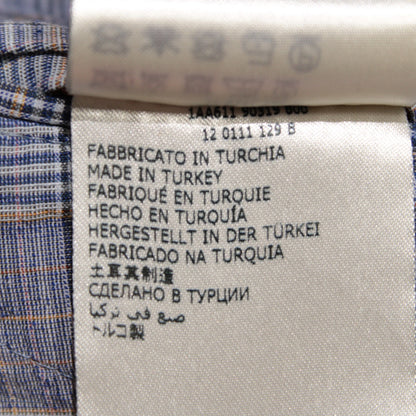 1AA611 90319 800
12 0111 129 B
FABBRICATO IN TURCHIA
MADE IN TURKEY
FABRIQUÉ EN TURQUIE
HECHO EN TURQUÍA
HERGESTELLT IN DER TÜRKEI
FABRICADO NA TURQUIA
土耳其制造
СДЕЛАНО В ТУРЦИИ
صنع في تركيا
トルコ製